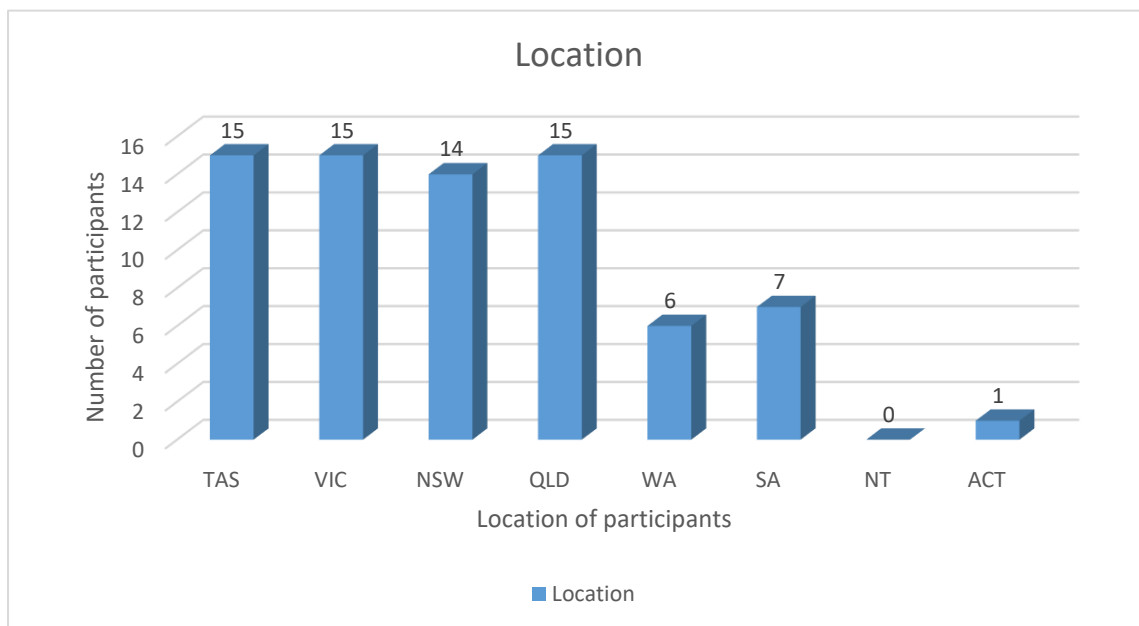 Location
15 15 14 15 6 7 0 1
16
14
12
10
8
6
4
2
0
Number of participants
TAS VIC NSW QLD WA SA NT ACT
Location of participants
Location